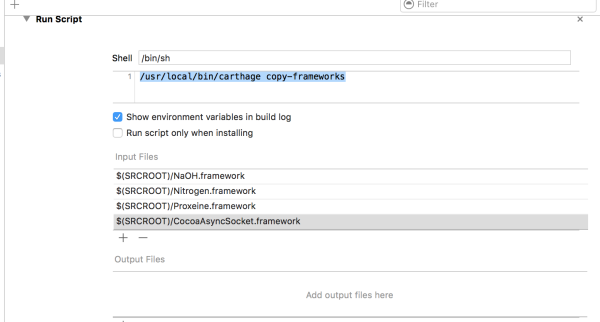 Filter
Run Script
Shell /bin/sh
1 /usr/local/bin/carthage copy-frameworks
Show environment variables in build log
Run script only when installing
Input Files
$(SRCROOT)/NaOH.framework
$(SRCROOT)/Nitrogen.framework
$(SRCROOT)/Proxeine.framework
$(SRCROOT)/CocoaAsyncSocket.framework
Output Files
Add output files here